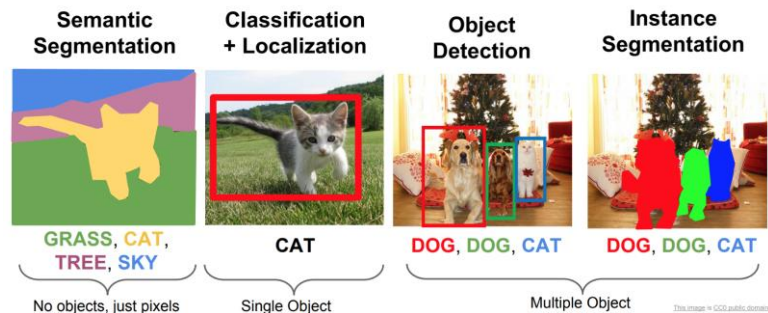 Semantic
Segmentation
Classification
+ Localization
Object
Detection
Instance
Segmentation
GRASS, CAT,
TREE, SKY
CAT
DOG, DOG, CAT
DOG, DOG, CAT
No objects, just pixels
Single Object
Multiple Object
This image is CC0 public domain